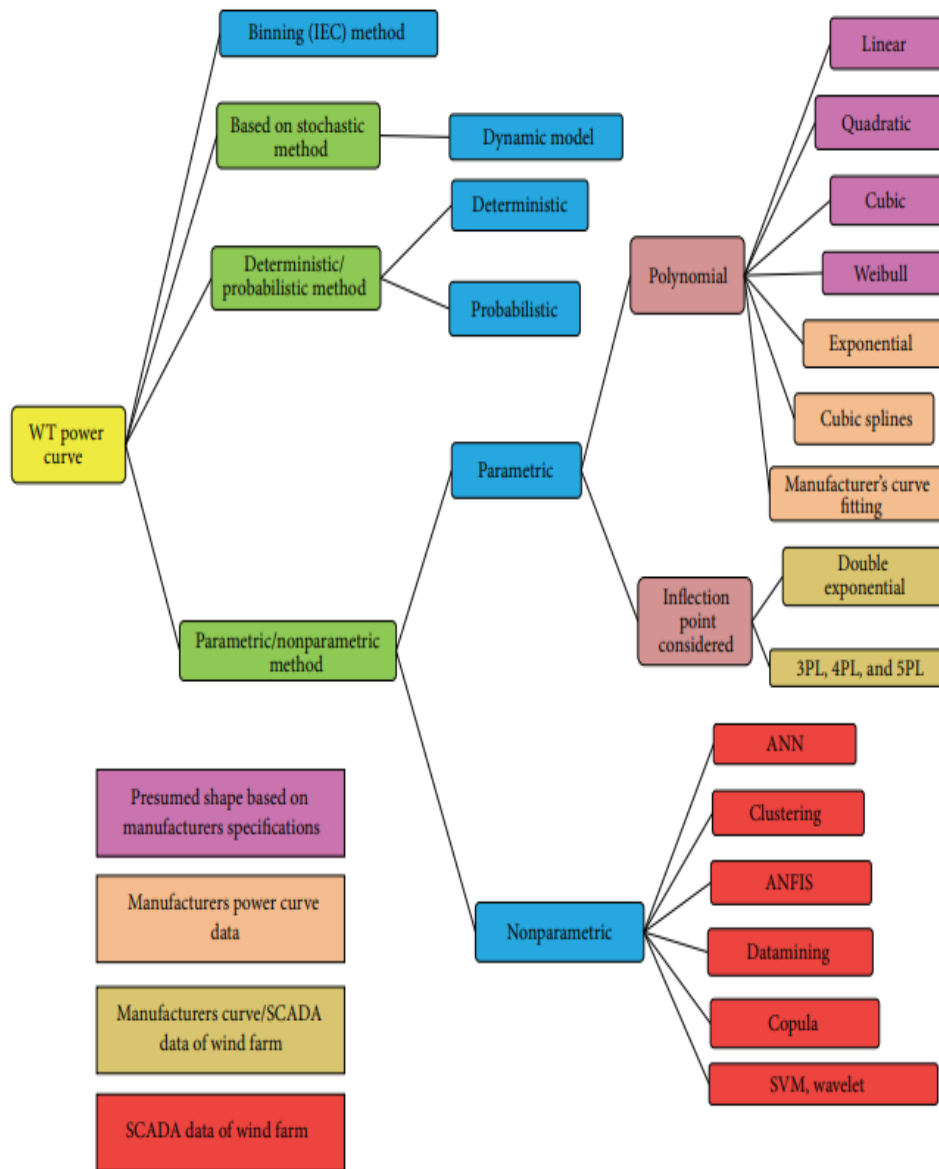 Binning (IEC) method
Based on stochastic
method
Dynamic model
Deterministic/
probabilistic method
Deterministic
Probabilistic
WT power
curve
Parametric/nonparametric
method
Parametric
Nonparametric
Polynomial
Linear
Quadratic
Cubic
Weibull
Exponential
Cubic splines
Manufacturer's curve
fitting
Inflection
point
considered
Double
exponential
3PL, 4PL, and 5PL
ANN
Clustering
ANFIS
Datamining
Copula
SVM, wavelet
Presumed shape based on
manufacturers specifications
Manufacturers power curve
data
Manufacturers curve/SCADA
data of wind farm
SCADA data of wind farm